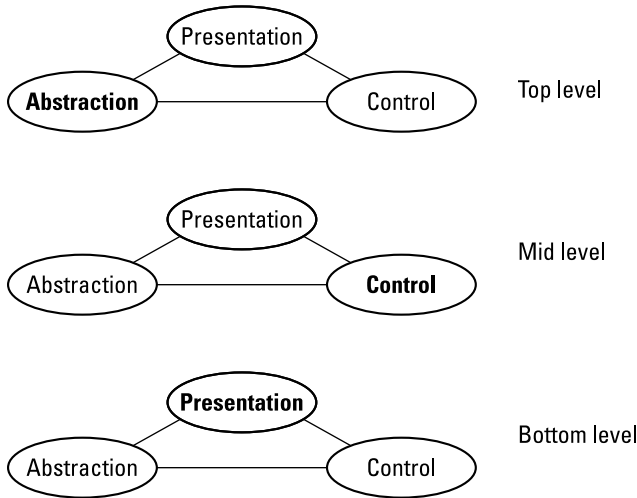 Presentation
Abstraction
Control
Top level
Presentation
Abstraction
Control
Mid level
Presentation
Abstraction
Control
Bottom level